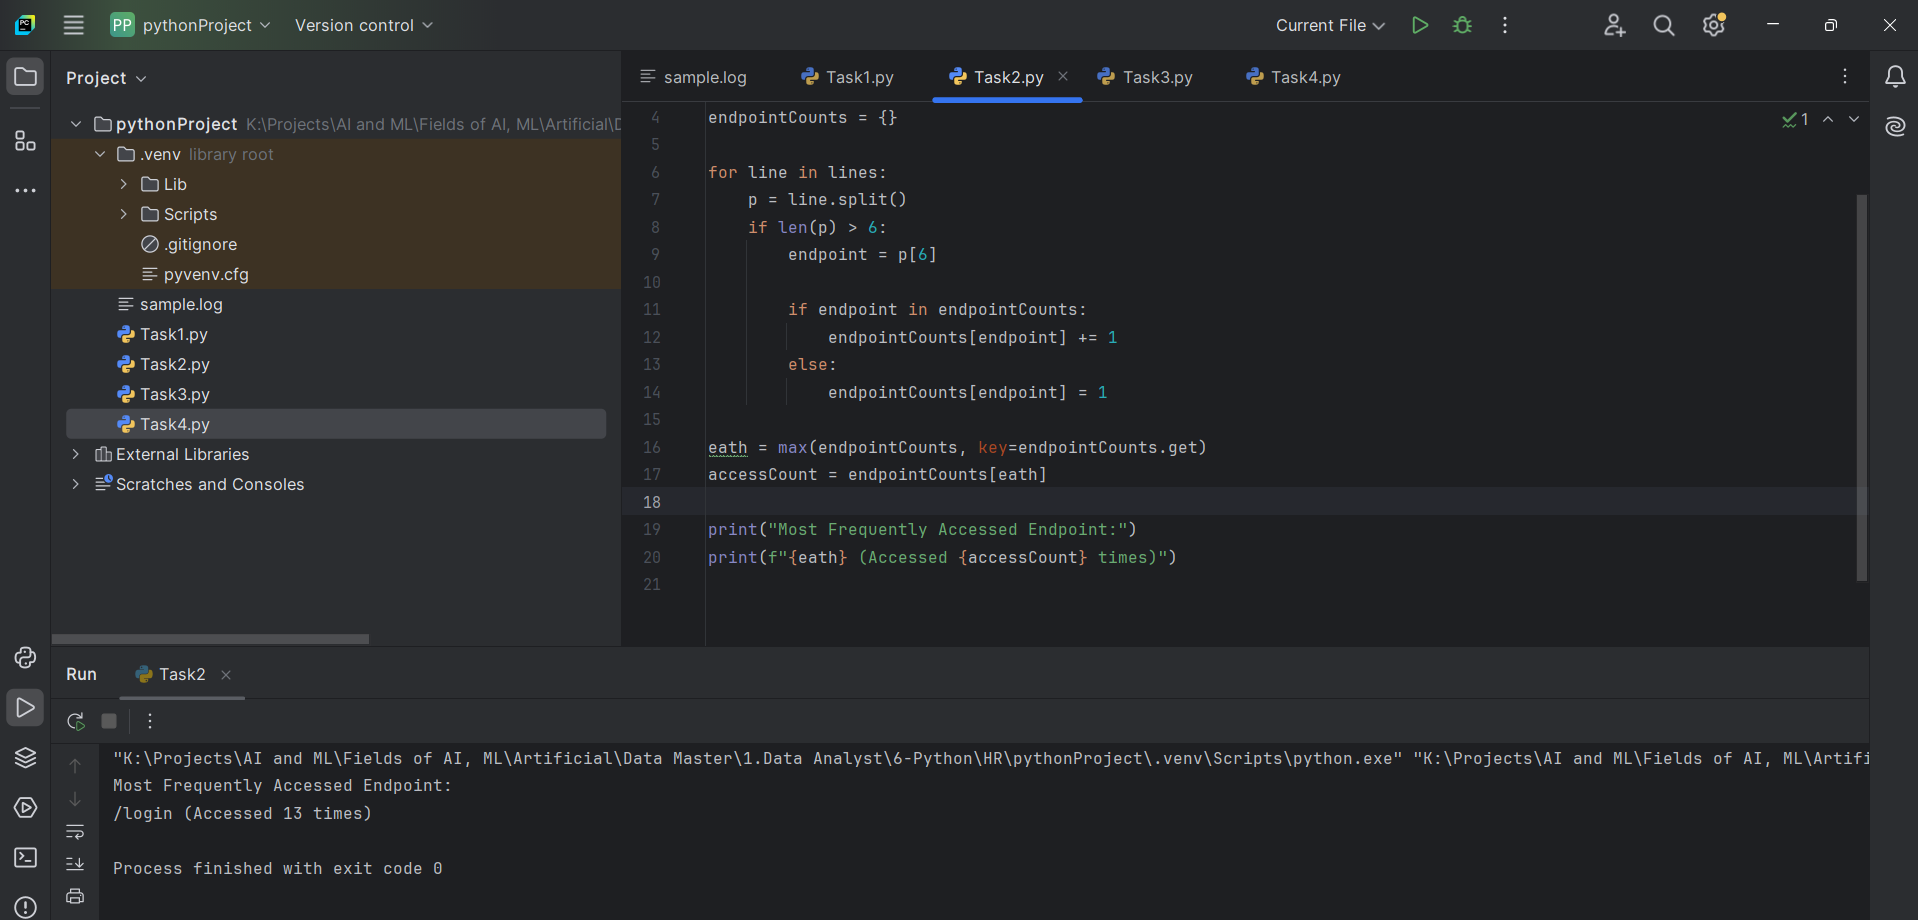 PC
PP pythonProject Version control Current File
Project
pythonProject K:\Projects\AI and ML\Fields of AI, ML\Artificial\D
.venv library root
Lib
Scripts
.gitignore
pyvenv.cfg
sample.log
Task1.py
Task2.py
Task3.py
Task4.py
External Libraries
Scratches and Consoles
sample.log Task1.py Task2.py Task3.py Task4.py
1
4 endpointCounts = {}
5
6 for line in lines:
7 p = line.split()
8 if len(p) > 6:
9 endpoint = p[6]
10
11 if endpoint in endpointCounts:
12 endpointCounts[endpoint] += 1
13 else:
14 endpointCounts[endpoint] = 1
15
16 eath = max(endpointCounts, key=endpointCounts.get)
17 accessCount = endpointCounts[eath]
18
19 print("Most Frequently Accessed Endpoint:")
20 print(f"{eath} (Accessed {accessCount} times)")
21
Run Task2
"K:\Projects\AI and ML\Fields of AI, ML\Artificial\Data Master\1.Data Analyst\6-Python\HR\pythonProject\.venv\Scripts\python.exe" "K:\Projects\AI and ML\Fields of AI, ML\Artifi
Most Frequently Accessed Endpoint:
/login (Accessed 13 times)
Process finished with exit code 0